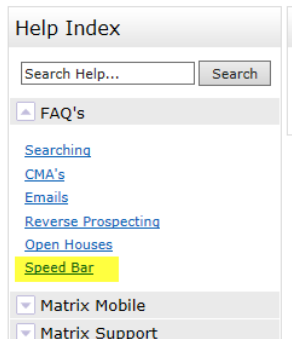 Help Index
Search Help... Search
FAQ's
Searching
CMA's
Emails
Reverse Prospecting
Open Houses
Speed Bar
Matrix Mobile
Matrix Support